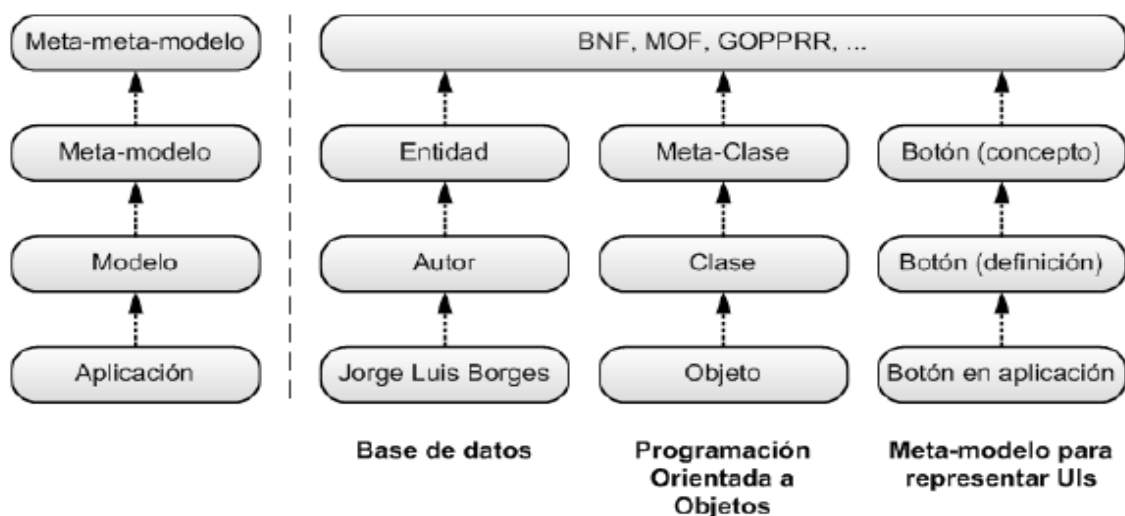 Meta-meta-modelo
BNF, MOF, GOPPRR, ...
Meta-modelo
Entidad
Meta-Clase
Botón (concepto)
Modelo
Autor
Clase
Botón (definición)
Aplicación
Jorge Luis Borges
Objeto
Botón en aplicación
Base de datos
Programación
Orientada a
Objetos
Meta-modelo para
representar UIs